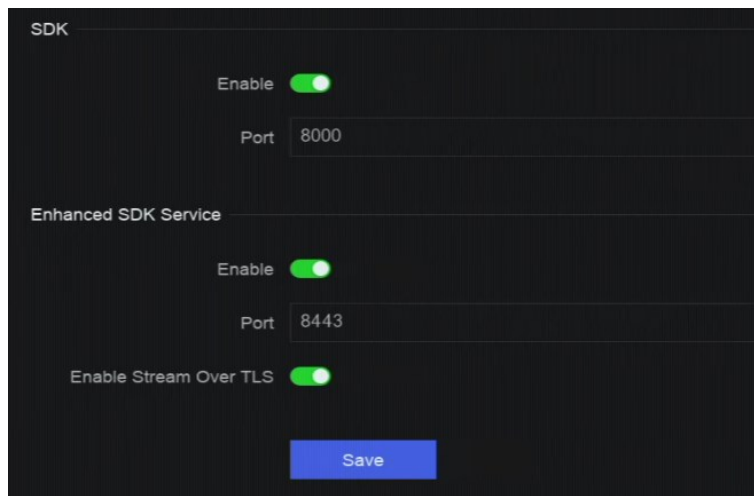 SDK
Enable
Port 8000
Enhanced SDK Service
Enable
Port 8443
Enable Stream Over TLS
Save